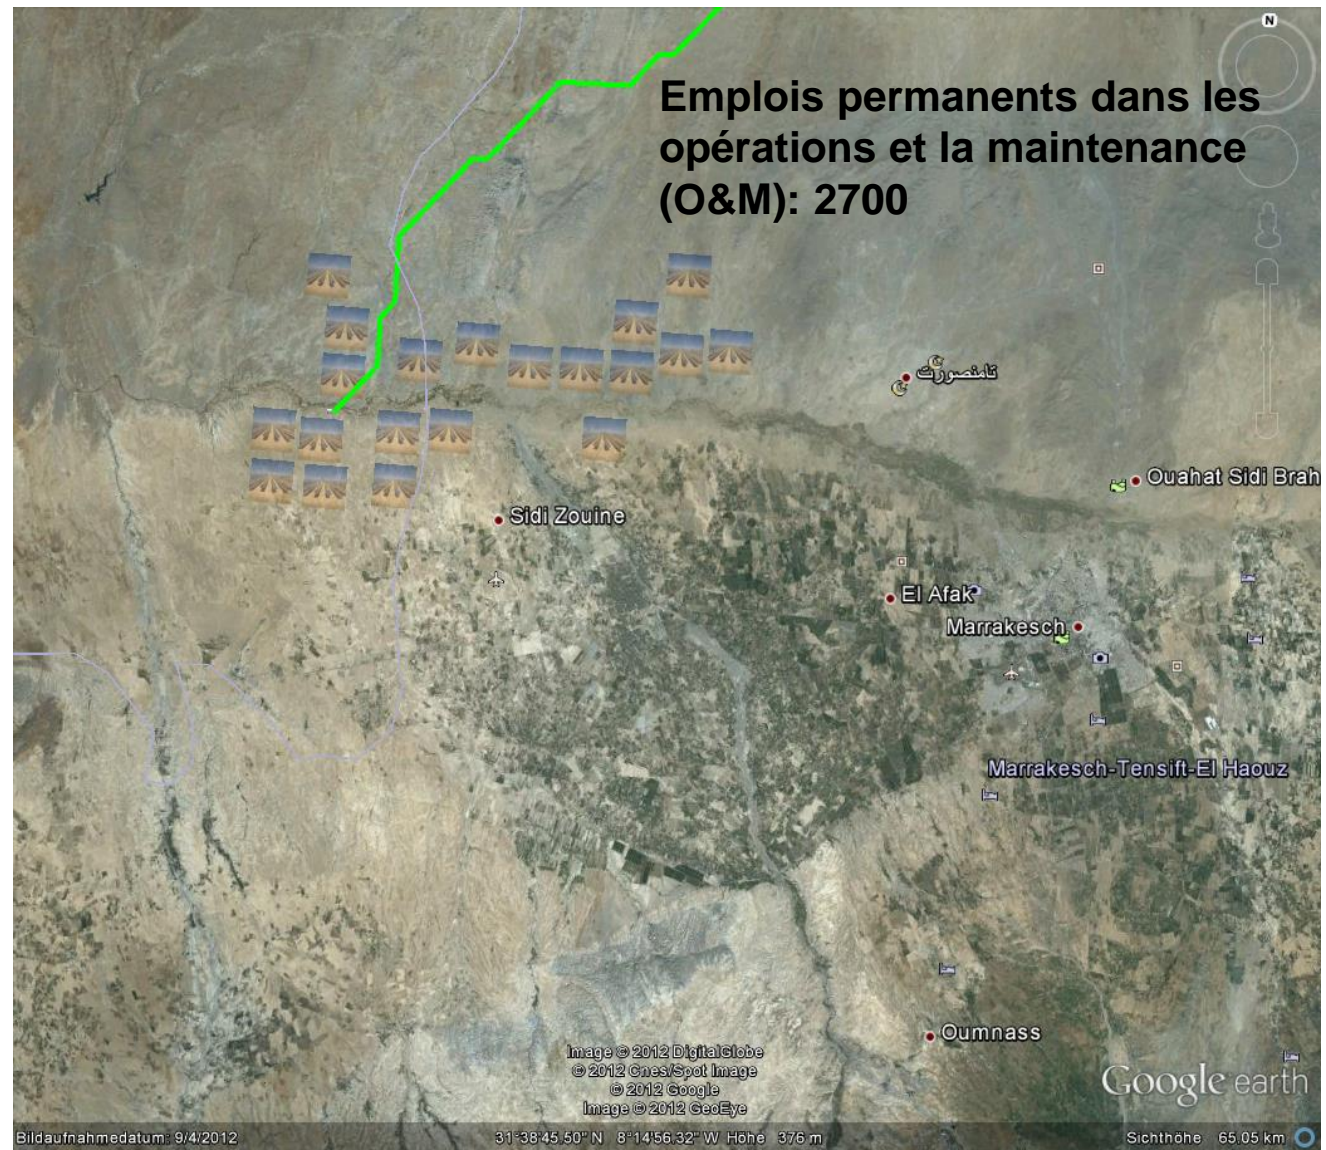 N
Emplois permanents dans les
opérations et la maintenance
(O&M): 2700
تامنصورت
Ouahat Sidi Brah
Sidi Zouine
El Afak
Marrakesch
Marrakesch-Tensift-El Haouz
Oumnass
Image © 2012 DigitalGlobe
© 2012 Cnes/Spot Image
© 2012 Google
Image © 2012 GeoEye
Google earth
Bildaufnahmedatum: 9/4/2012
31°38'45.50" N 8°14'56.32" W Höhe 376 m
Sichthöhe 65.05 km